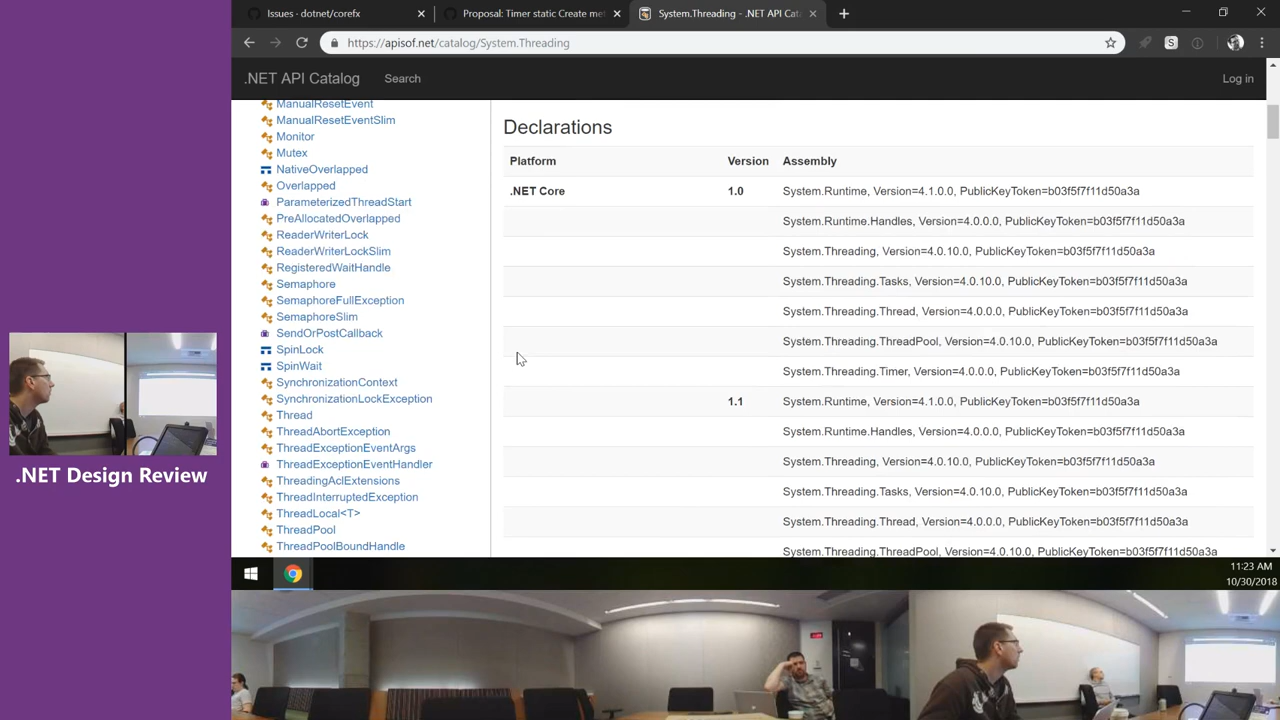 Issues · dotnet/corefx
Proposal: Timer static Create met
System.Threading - .NET API Cat
https://apisof.net/catalog/System.Threading
.NET API Catalog
Search
Log in
ManualResetEvent
ManualResetEventSlim
Monitor
Mutex
NativeOverlapped
Overlapped
ParameterizedThreadStart
PreAllocatedOverlapped
ReaderWriterLock
ReaderWriterLockSlim
RegisteredWaitHandle
Semaphore
SemaphoreFullException
SemaphoreSlim
SendOrPostCallback
SpinLock
SpinWait
SynchronizationContext
SynchronizationLockException
Thread
ThreadAbortException
ThreadExceptionEventArgs
ThreadExceptionEventHandler
ThreadingAclExtensions
ThreadInterruptedException
ThreadLocal<T>
ThreadPool
ThreadPoolBoundHandle
Declarations
Platform Version Assembly
.NET Core 1.0 System.Runtime, Version=4.1.0.0, PublicKeyToken=b03f5f7f11d50a3a
System.Runtime.Handles, Version=4.0.0.0, PublicKeyToken=b03f5f7f11d50a3a
System.Threading, Version=4.0.10.0, PublicKeyToken=b03f5f7f11d50a3a
System.Threading.Tasks, Version=4.0.10.0, PublicKeyToken=b03f5f7f11d50a3a
System.Threading.Thread, Version=4.0.0.0, PublicKeyToken=b03f5f7f11d50a3a
System.Threading.ThreadPool, Version=4.0.10.0, PublicKeyToken=b03f5f7f11d50a3a
System.Threading.Timer, Version=4.0.0.0, PublicKeyToken=b03f5f7f11d50a3a
1.1 System.Runtime, Version=4.1.0.0, PublicKeyToken=b03f5f7f11d50a3a
System.Runtime.Handles, Version=4.0.0.0, PublicKeyToken=b03f5f7f11d50a3a
System.Threading, Version=4.0.10.0, PublicKeyToken=b03f5f7f11d50a3a
System.Threading.Tasks, Version=4.0.10.0, PublicKeyToken=b03f5f7f11d50a3a
System.Threading.Thread, Version=4.0.0.0, PublicKeyToken=b03f5f7f11d50a3a
System.Threading.ThreadPool, Version=4.0.10.0, PublicKeyToken=b03f5f7f11d50a3a
.NET Design Review
11:23 AM
10/30/2018